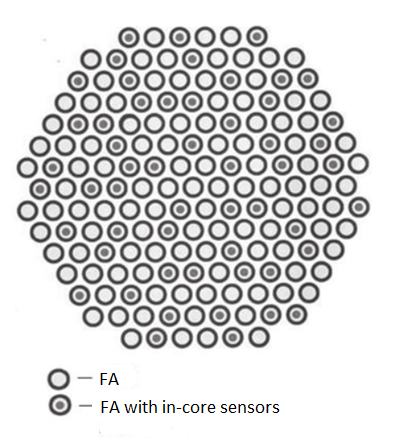 — FA
— FA with in-core sensors